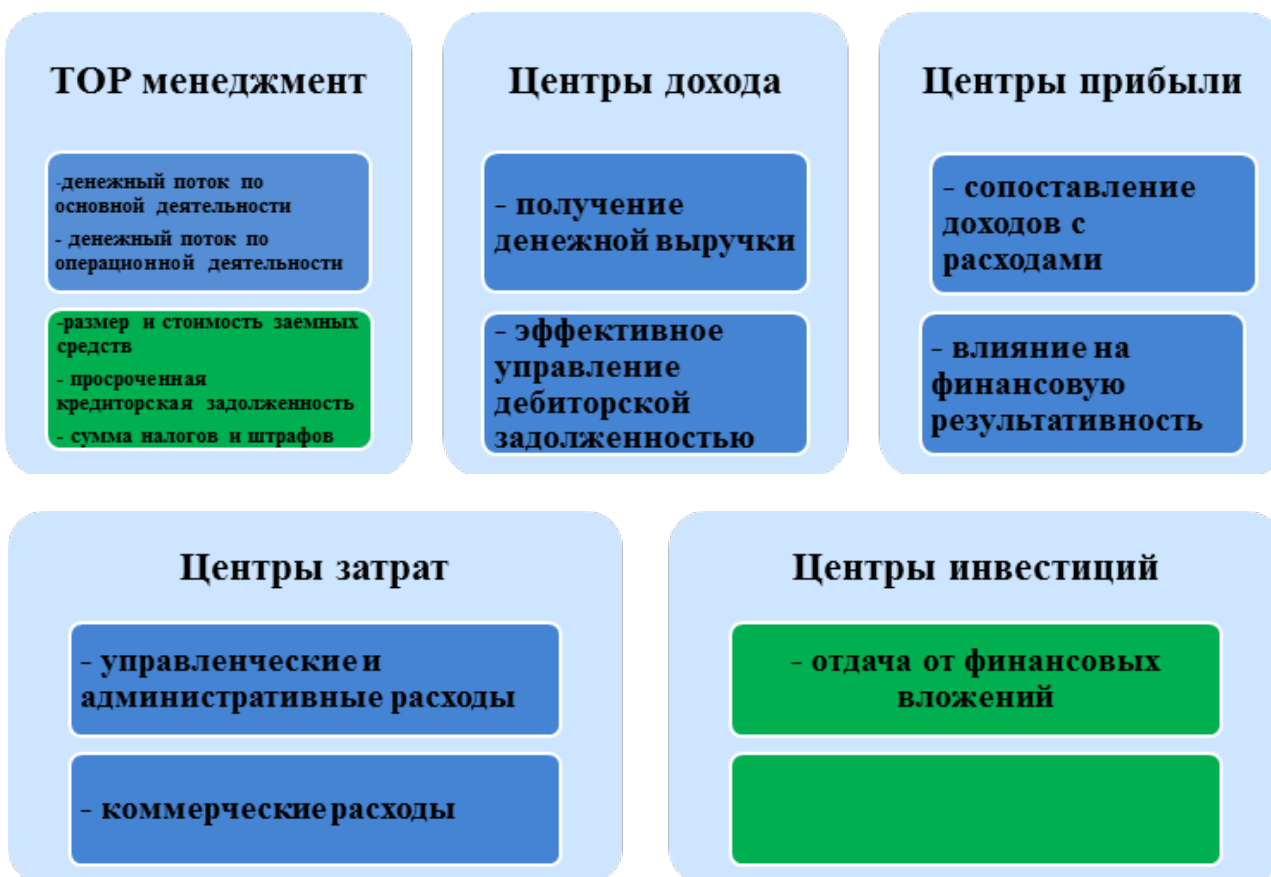 TOP менеджмент
-денежный поток по
основной деятельности
- денежный поток по
операционной деятельности
-размер и стоимость заемных
средств
- просроченная
кредиторская задолженность
- сумма налогов и штрафов
Центры дохода
- получение
денежной выручки
- эффективное
управление
дебиторской
задолженностью
Центры прибыли
- сопоставление
доходов с
расходами
- влияние на
финансовую
результативность
Центры затрат
- управленческие и
административные расходы
- коммерческие расходы
Центры инвестиций
- отдача от финансовых
вложений